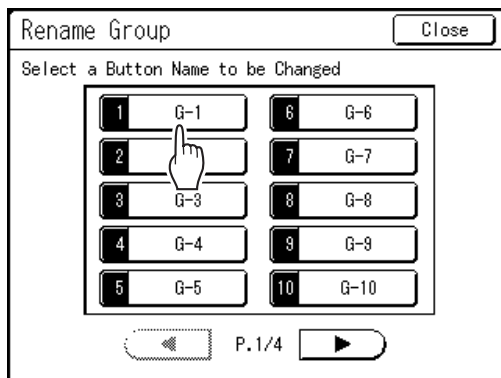 Rename Group
Close
Select a Button Name to be Changed
1 G-1
6 G-6
2
7 G-7
3 G-3
8 G-8
4 G-4
9 G-9
5 G-5
10 G-10
P.1/4